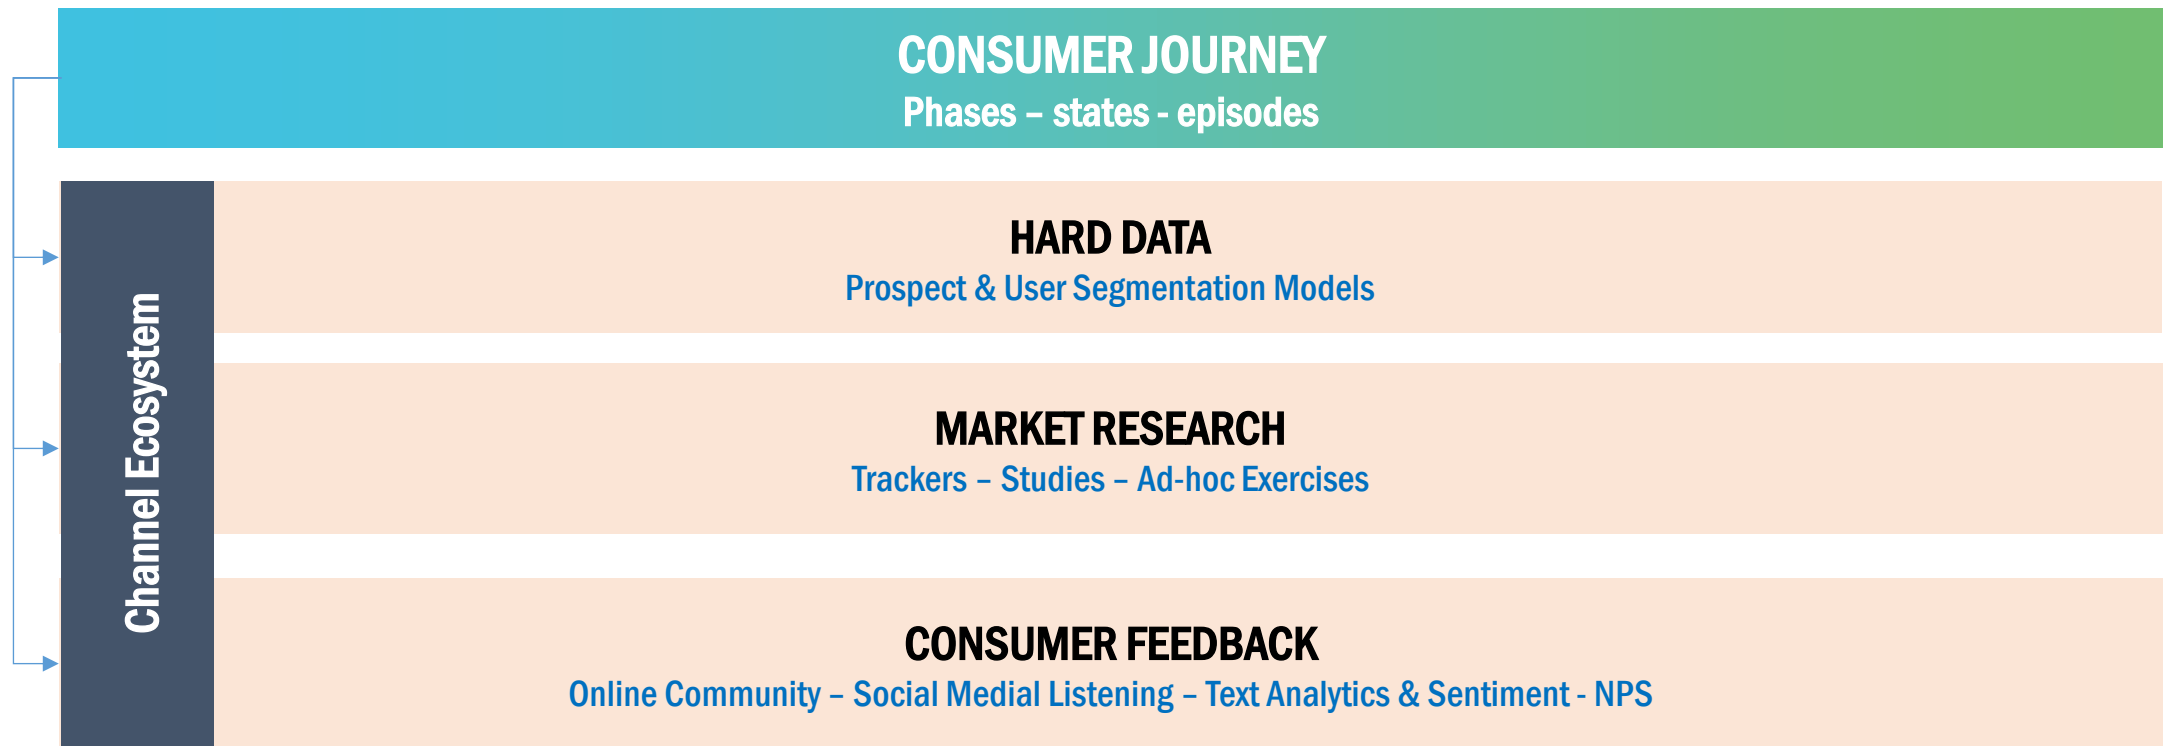 CONSUMER JOURNEY
Phases – states - episodes
Channel Ecosystem
HARD DATA
Prospect & User Segmentation Models
MARKET RESEARCH
Trackers – Studies – Ad-hoc Exercises
CONSUMER FEEDBACK
Online Community – Social Medial Listening – Text Analytics & Sentiment - NPS